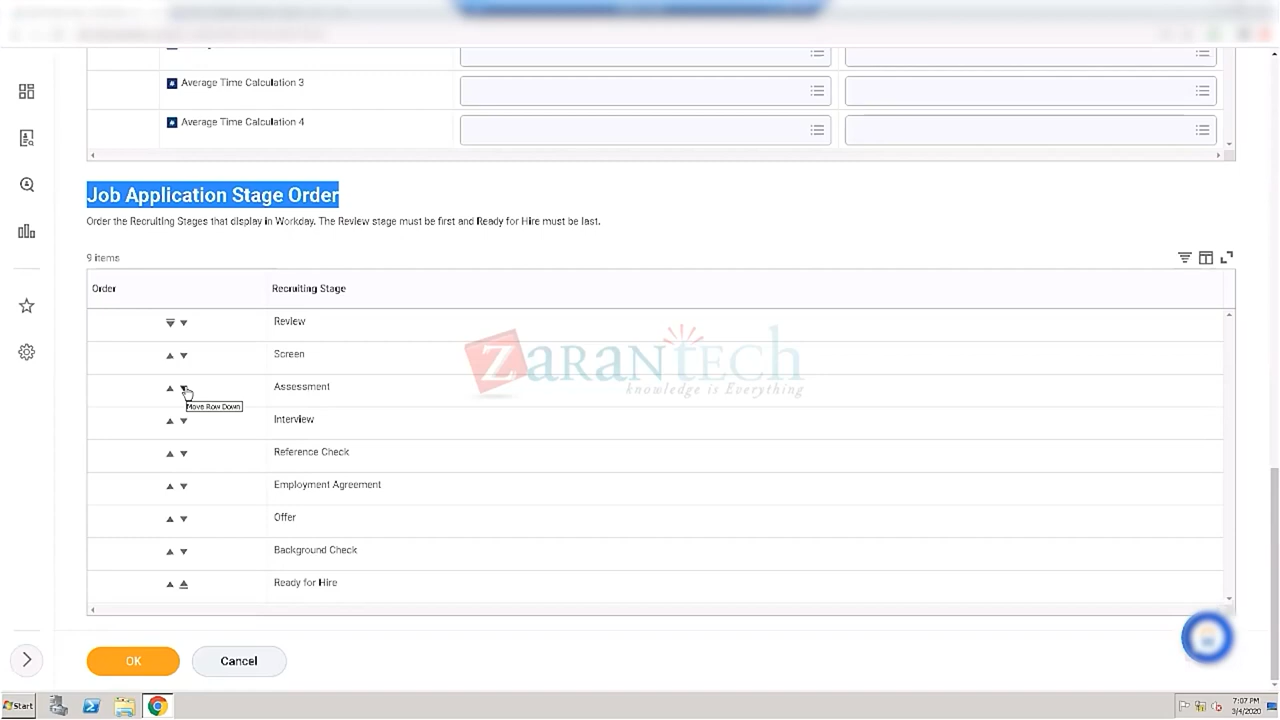 Average Time Calculation 3
Average Time Calculation 4
Job Application Stage Order
Order the Recruiting Stages that display in Workday. The Review stage must be first and Ready for Hire must be last.
9 items
Order Recruiting Stage
Review
Screen
Assessment
Move Row Down
Interview
Reference Check
Employment Agreement
Offer
Background Check
Ready for Hire
ZARANTECH
knowledge is Everything
OK Cancel
Start
7:07 PM
3/4/2020